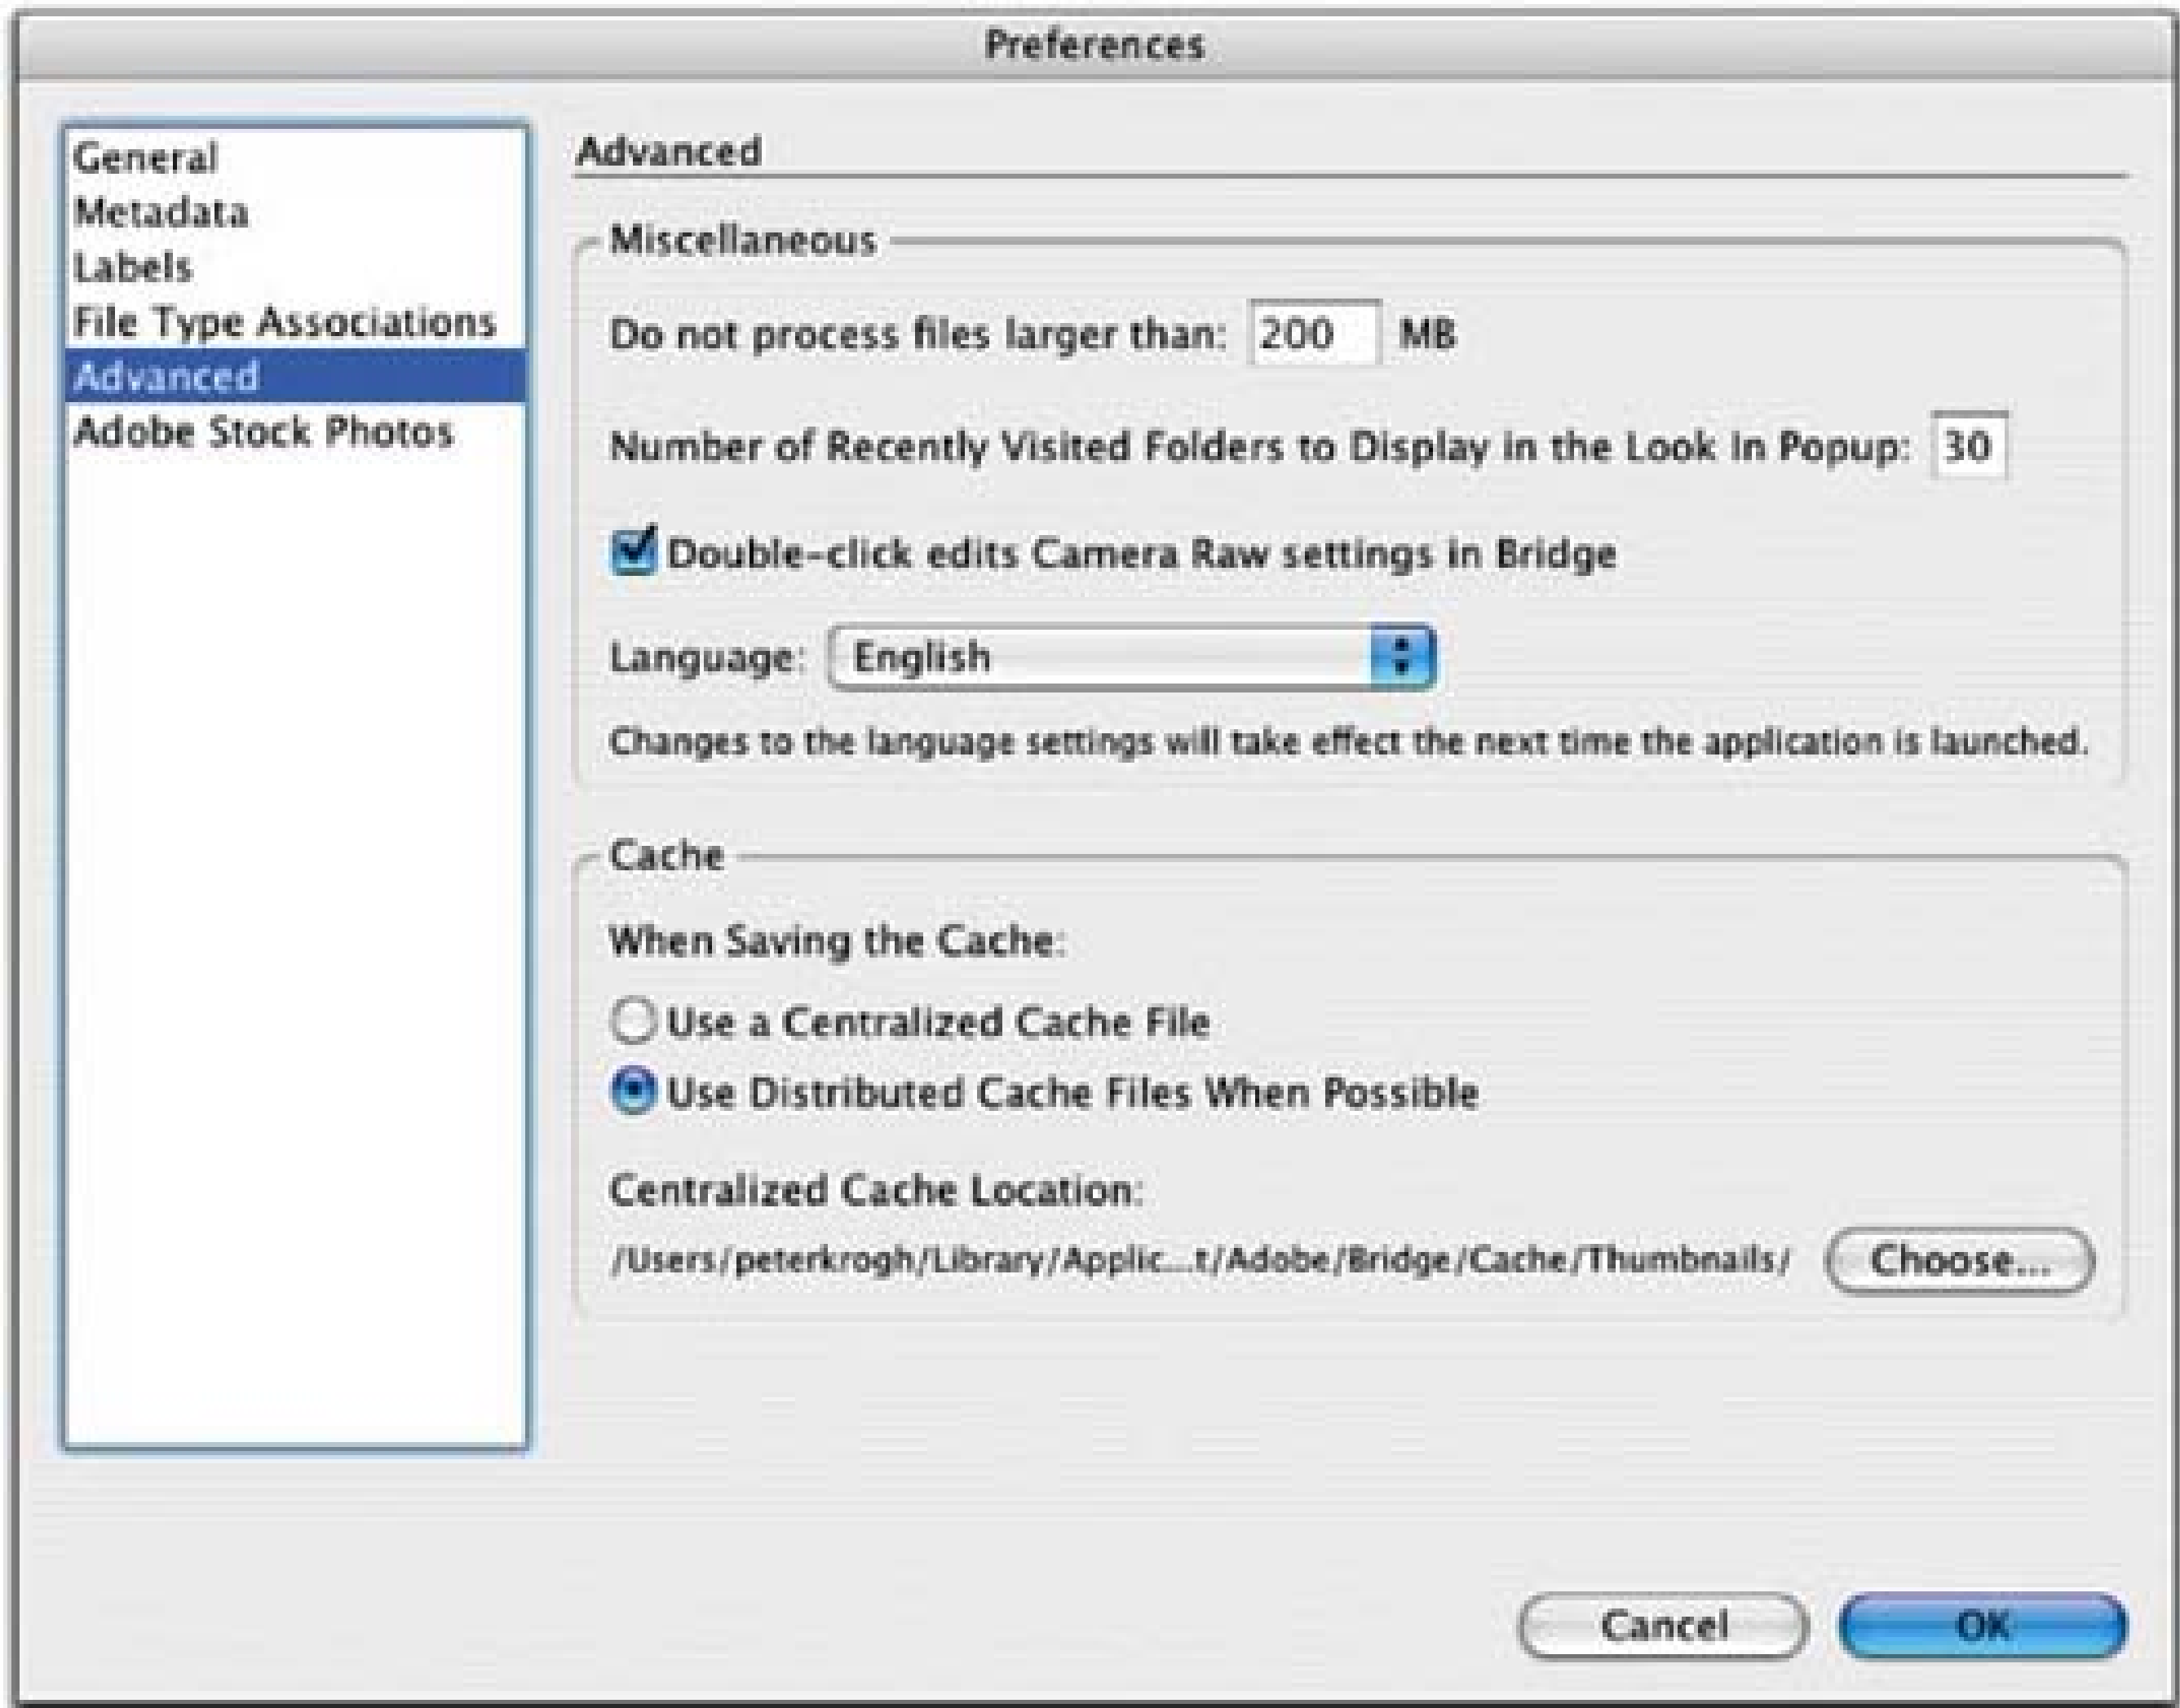 Preferences
General
Metadata
Labels
File Type Associations
Advanced
Adobe Stock Photos
Advanced
Miscellaneous
Do not process files larger than: 200 MB
Number of Recently Visited Folders to Display in the Look In Popup: 30
Double-click edits Camera Raw settings in Bridge
Language: English
Changes to the language settings will take effect the next time the application is launched.
Cache
When Saving the Cache:
Use a Centralized Cache File
Use Distributed Cache Files When Possible
Centralized Cache Location:
/Users/peterkrogh/Library/Applic...t/Adobe/Bridge/Cache/Thumbnails/ Choose...
Cancel OK